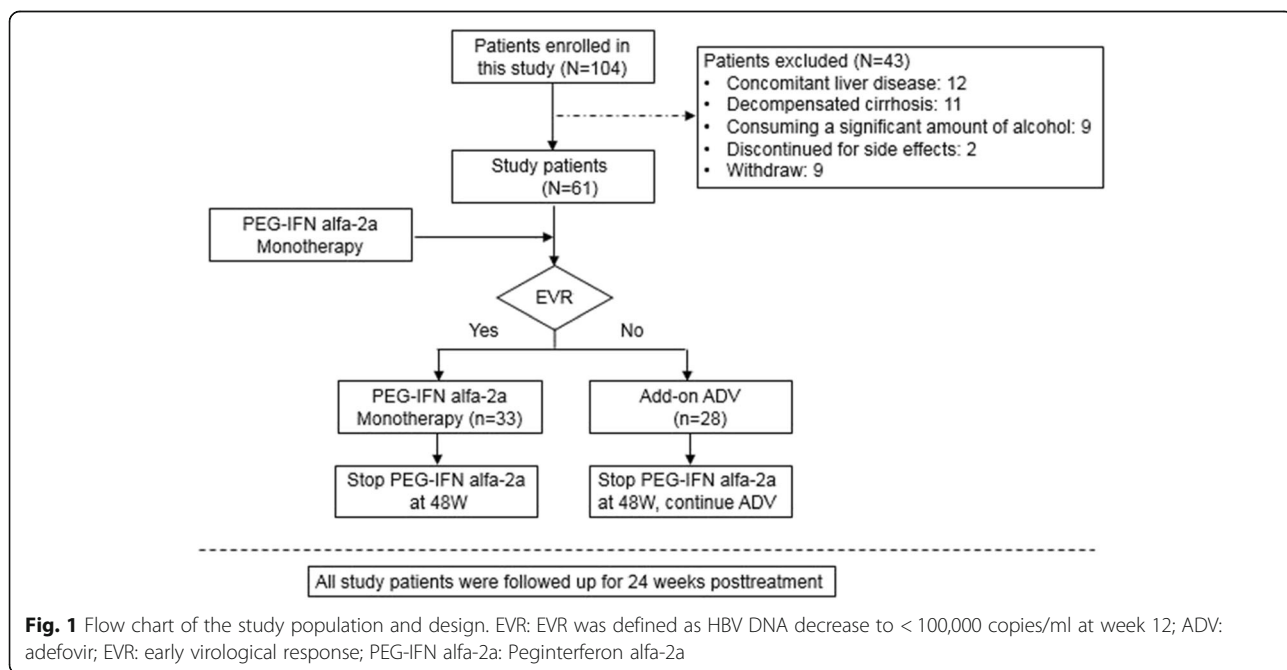 Patients enrolled in
this study (N=104)
Patients excluded (N=43)
• Concomitant liver disease: 12
• Decompensated cirrhosis: 11
• Consuming a significant amount of alcohol: 9
• Discontinued for side effects: 2
• Withdraw: 9
Study patients
(N=61)
PEG-IFN alfa-2a
Monotherapy
EVR
Yes
No
PEG-IFN alfa-2a
Monotherapy (n=33)
Add-on ADV
(n=28)
Stop PEG-IFN alfa-2a
at 48W
Stop PEG-IFN alfa-2a
at 48W, continue ADV
All study patients were followed up for 24 weeks posttreatment
Fig. 1 Flow chart of the study population and design. EVR: EVR was defined as HBV DNA decrease to < 100,000 copies/ml at week 12; ADV:
adefovir; EVR: early virological response; PEG-IFN alfa-2a: Peginterferon alfa-2a